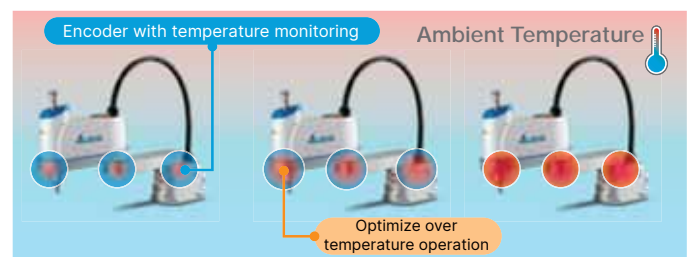 Encoder with temperature monitoring
Ambient Temperature
Optimize over
temperature operation